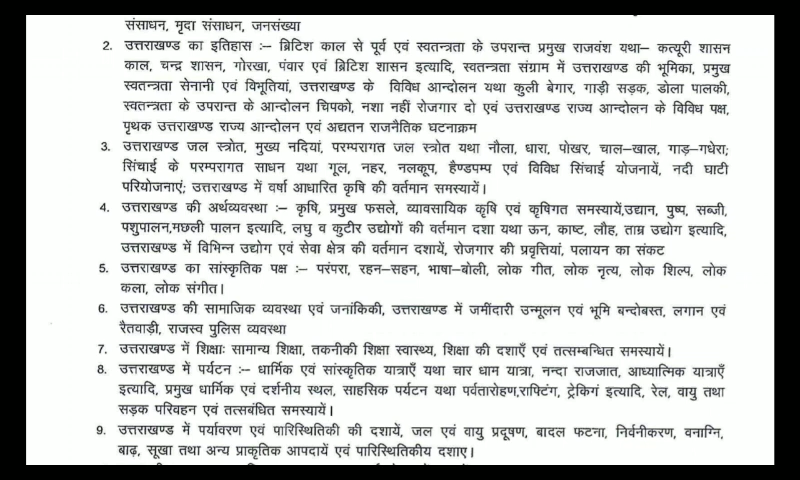 संसाधन, मृदा संसाधन, जनसंख्या
2. उत्तराखण्ड का इतिहास :– ब्रिटिश काल से पूर्व एवं स्वतन्त्रता के उपरान्त प्रमुख राजवंश यथा– कत्यूरी शासन
काल, चन्द्र शासन, गोरखा, पंवार एवं ब्रिटिश शासन इत्यादि, स्वतन्त्रता संग्राम में उत्तराखण्ड की भूमिका, प्रमुख
स्वतन्त्रता सेनानी एवं विभूतियां, उत्तराखण्ड के विविध आन्दोलन यथा कुली बेगार, गाड़ी सड़क, डोला पालकी,
स्वतन्त्रता के उपरान्त के आन्दोलन चिपको, नशा नहीं रोजगार दो एवं उत्तराखण्ड राज्य आन्दोलन के विविध पक्ष,
पृथक उत्तराखण्ड राज्य आन्दोलन एवं अद्यतन राजनैतिक घटनाक्रम
3. उत्तराखण्ड जल स्त्रोत, मुख्य नदियां, परम्परागत जल स्त्रोत यथा नौला, धारा, पोखर, चाल–खाल, गाड़–गधेरा;
सिंचाई के परम्परागत साधन यथा गूल, नहर, नलकूप, हैण्डपम्प एवं विविध सिंचाई योजनायें, नदी घाटी
परियोजनाएं; उत्तराखण्ड में वर्षा आधारित कृषि की वर्तमान समस्यायें।
4. उत्तराखण्ड की अर्थव्यवस्था :– कृषि, प्रमुख फसले, व्यावसायिक कृषि एवं कृषिगत समस्यायें,उद्यान, पुष्प, सब्जी,
पशुपालन,मछली पालन इत्यादि, लघु व कुटीर उद्योगों की वर्तमान दशा यथा ऊन, काष्ट, लौह, ताम्र उद्योग इत्यादि,
उत्तराखण्ड में विभिन्न उद्योग एवं सेवा क्षेत्र की वर्तमान दशायें, रोजगार की प्रवृत्तियां, पलायन का संकट
5. उत्तराखण्ड का सांस्कृतिक पक्ष :– परंपरा, रहन–सहन, भाषा–बोली, लोक गीत, लोक नृत्य, लोक शिल्प, लोक
कला, लोक संगीत।
6. उत्तराखण्ड की सामाजिक व्यवस्था एवं जनांकिकी, उत्तराखण्ड में जमींदारी उन्मूलन एवं भूमि बन्दोबस्त, लगान एवं
रैतवाड़ी, राजस्व पुलिस व्यवस्था
7. उत्तराखण्ड में शिक्षाः सामान्य शिक्षा, तकनीकी शिक्षा स्वास्थ्य, शिक्षा की दशाएँ एवं तत्सम्बन्धित समस्यायें।
8. उत्तराखण्ड में पर्यटन :– धार्मिक एवं सांस्कृतिक यात्राएँ यथा चार धाम यात्रा, नन्दा राजजात, आध्यात्मिक यात्राएँ
इत्यादि, प्रमुख धार्मिक एवं दर्शनीय स्थल, साहसिक पर्यटन यथा पर्वतारोहण,राफ्टिंग, ट्रेकिगं इत्यादि, रेल, वायु तथा
सड़क परिवहन एवं तत्सबंधित समस्यायें।
9. उत्तराखण्ड में पर्यावरण एवं पारिस्थितिकी की दशायें, जल एवं वायु प्रदूषण, बादल फटना, निर्वनीकरण, वनाग्नि,
बाढ़, सूखा तथा अन्य प्राकृतिक आपदायें एवं पारिस्थितिकीय दशाए।